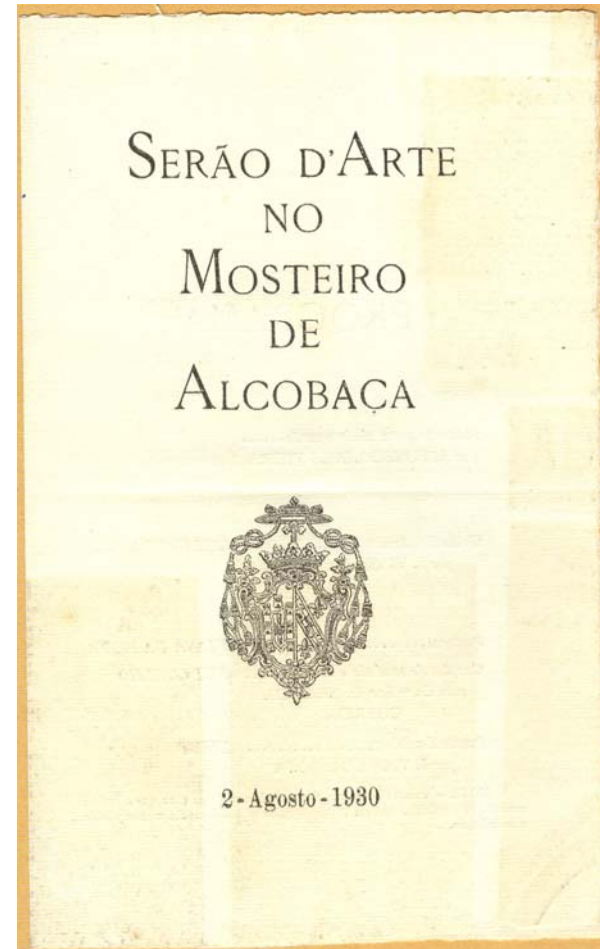 SERÃO D'ARTE
NO
MOSTEIRO
DE
ALCOBAÇA
2-Agosto-1930